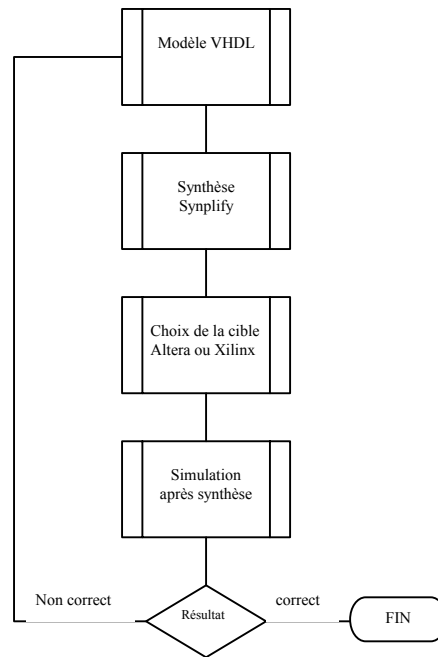 Modèle VHDL
Synthèse
Synplify
Choix de la cible
Altera ou Xilinx
Simulation
après synthèse
Non correct
Résultat
correct
FIN